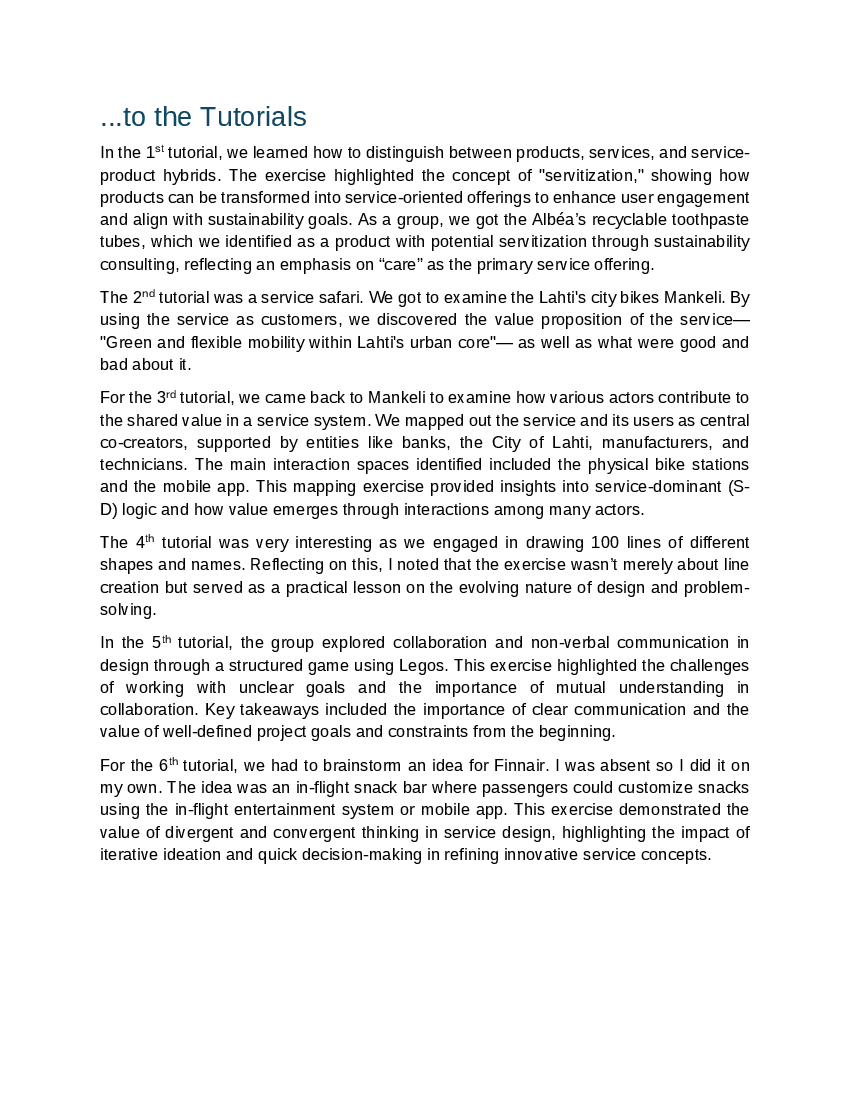 ...to the Tutorials
In the 1st tutorial, we learned how to distinguish between products, services, and service-
product hybrids. The exercise highlighted the concept of "servitization," showing how
products can be transformed into service-oriented offerings to enhance user engagement
and align with sustainability goals. As a group, we got the Albéa’s recyclable toothpaste
tubes, which we identified as a product with potential servitization through sustainability
consulting, reflecting an emphasis on “care” as the primary service offering.
The 2nd tutorial was a service safari. We got to examine the Lahti's city bikes Mankeli. By
using the service as customers, we discovered the value proposition of the service—
"Green and flexible mobility within Lahti's urban core"— as well as what were good and
bad about it.
For the 3rd tutorial, we came back to Mankeli to examine how various actors contribute to
the shared value in a service system. We mapped out the service and its users as central
co-creators, supported by entities like banks, the City of Lahti, manufacturers, and
technicians. The main interaction spaces identified included the physical bike stations
and the mobile app. This mapping exercise provided insights into service-dominant (S-
D) logic and how value emerges through interactions among many actors.
The 4th tutorial was very interesting as we engaged in drawing 100 lines of different
shapes and names. Reflecting on this, I noted that the exercise wasn’t merely about line
creation but served as a practical lesson on the evolving nature of design and problem-
solving.
In the 5th tutorial, the group explored collaboration and non-verbal communication in
design through a structured game using Legos. This exercise highlighted the challenges
of working with unclear goals and the importance of mutual understanding in
collaboration. Key takeaways included the importance of clear communication and the
value of well-defined project goals and constraints from the beginning.
For the 6th tutorial, we had to brainstorm an idea for Finnair. I was absent so I did it on
my own. The idea was an in-flight snack bar where passengers could customize snacks
using the in-flight entertainment system or mobile app. This exercise demonstrated the
value of divergent and convergent thinking in service design, highlighting the impact of
iterative ideation and quick decision-making in refining innovative service concepts.